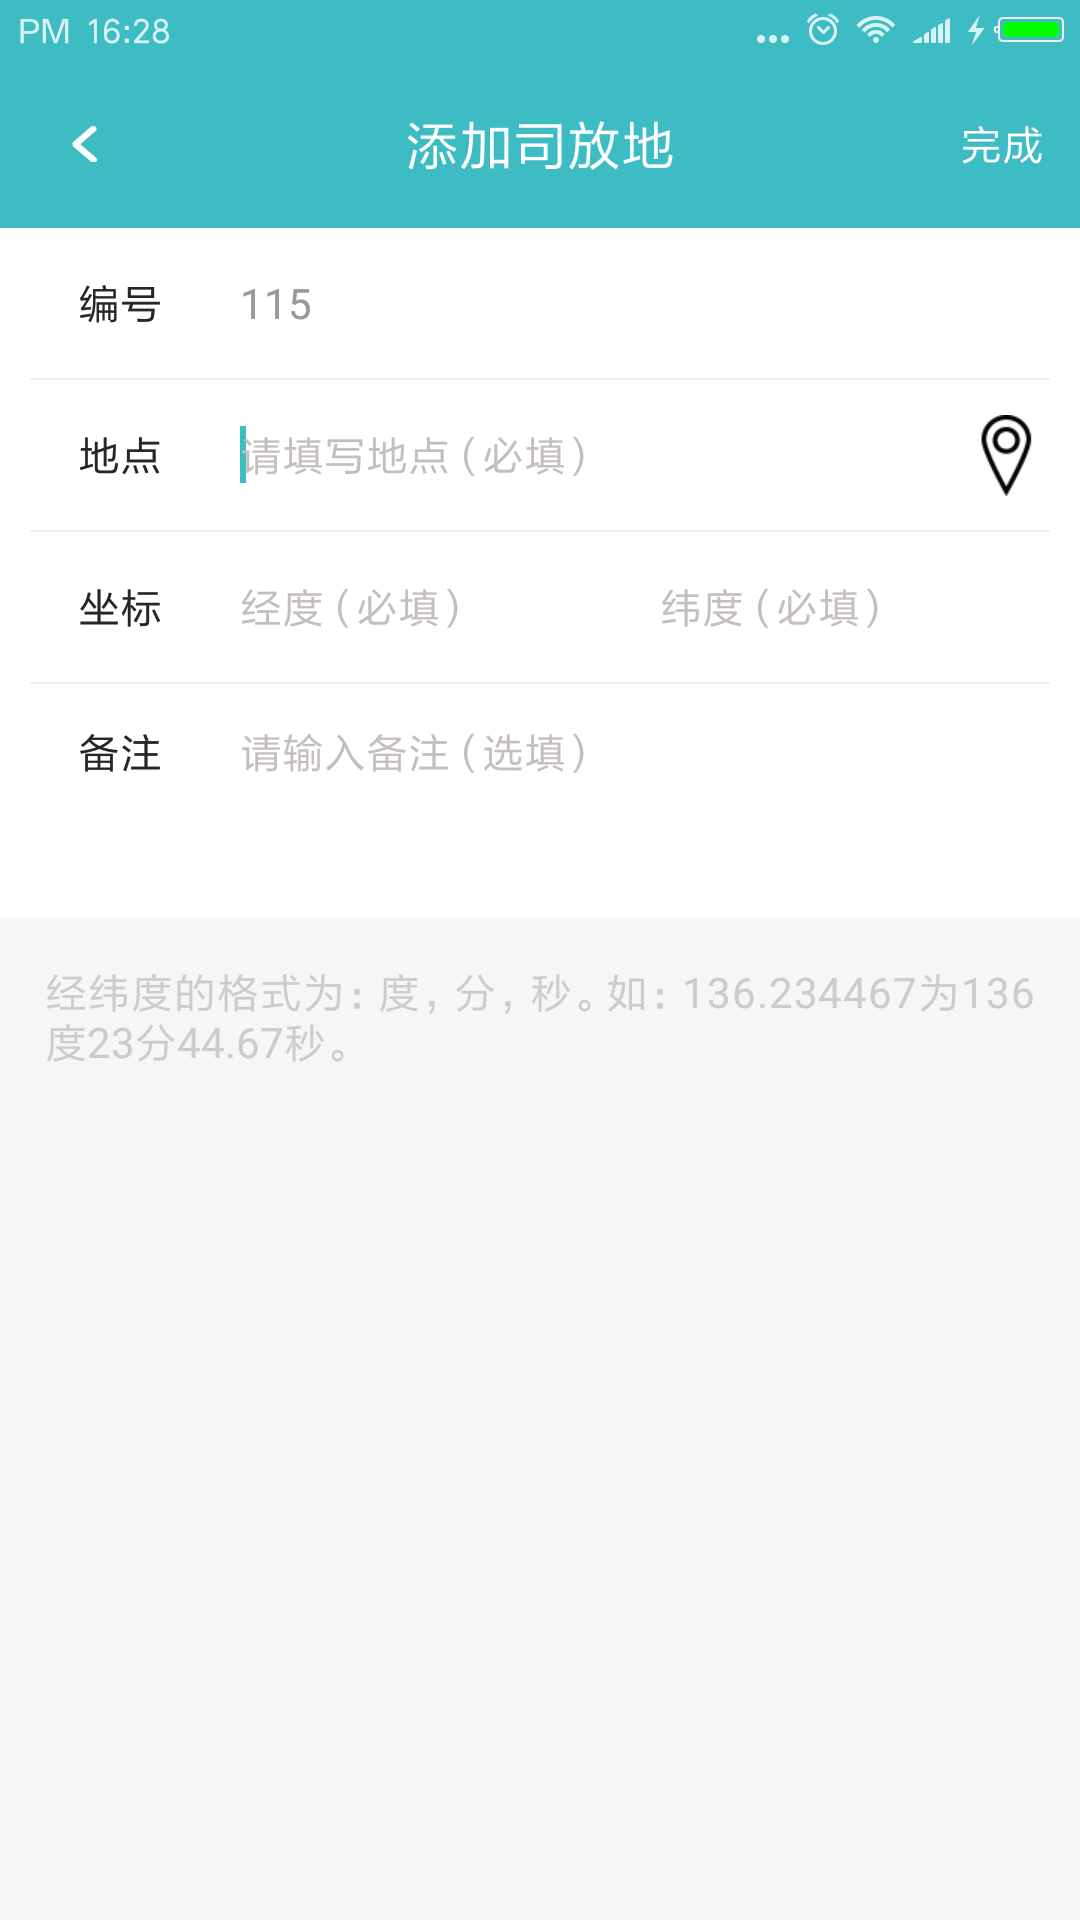 PM 16:28
添加司放地
完成
编号 115
地点 请填写地点（必填）
坐标 经度（必填） 纬度（必填）
备注 请输入备注（选填）
经纬度的格式为：度，分，秒。如：136.234467为136
度23分44.67秒。